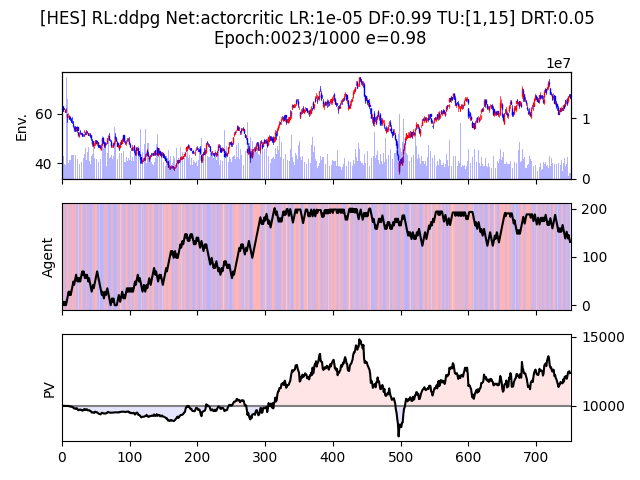 [HES] RL:ddpg Net:actorcritic LR:1e-05 DF:0.99 TU:[1,15] DRT:0.05
Epoch:0023/1000 e=0.98
1e7
Env.
60
40
1
0
Agent
200
100
0
PV
15000
10000
0 100 200 300 400 500 600 700